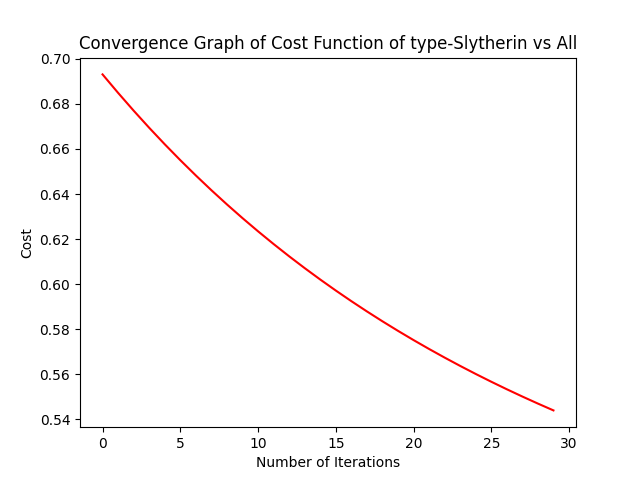 Convergence Graph of Cost Function of type-Slytherin vs All
0.70
0.68
0.66
0.64
0.62
0.60
0.58
0.56
0.54
Cost
0 5 10 15 20 25 30
Number of Iterations